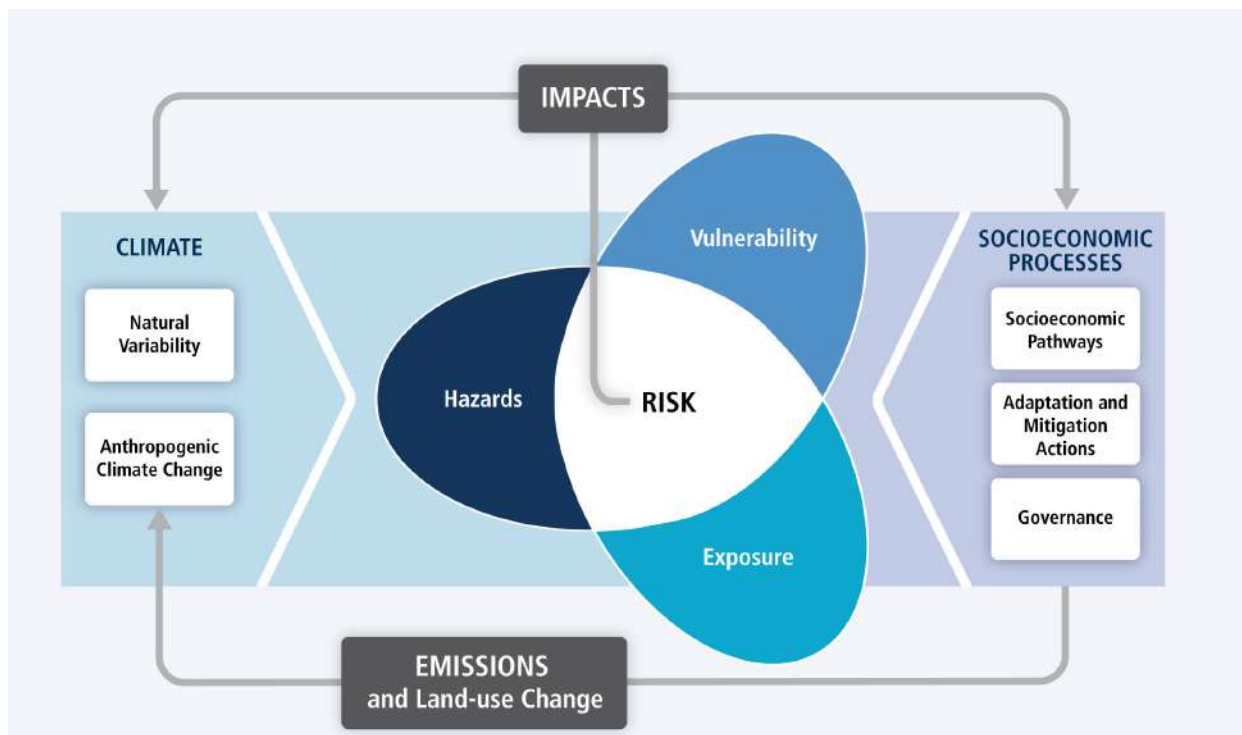 IMPACTS
CLIMATE
Natural
Variability
Anthropogenic
Climate Change
Vulnerability
Hazards
RISK
Exposure
SOCIOECONOMIC
PROCESSES
Socioeconomic
Pathways
Adaptation and
Mitigation
Actions
Governance
EMISSIONS
and Land-use Change